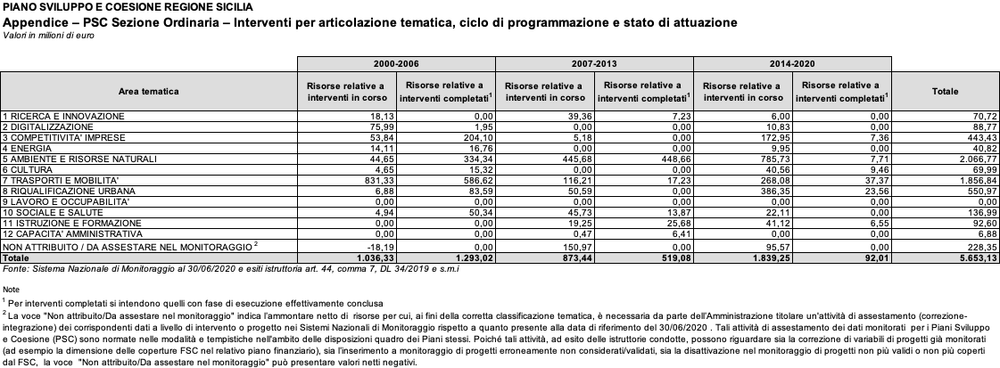 PIANO SVILUPPO E COESIONE REGIONE SICILIA
Appendice – PSC Sezione Ordinaria – Interventi per articolazione tematica, ciclo di programmazione e stato di attuazione
Valori in milioni di euro
2000-2006 2007-2013 2014-2020
Area tematica Risorse relative a interventi in corso Risorse relative a interventi completati1 Risorse relative a interventi in corso Risorse relative a interventi completati1 Risorse relative a interventi in corso Risorse relative a interventi completati1 Totale
1 RICERCA E INNOVAZIONE 18,13 0,00 39,36 7,23 6,00 0,00 70,72
2 DIGITALIZZAZIONE 75,99 1,95 0,00 0,00 10,83 0,00 88,77
3 COMPETITIVITA' IMPRESE 53,84 204,10 5,18 0,00 172,95 7,36 443,43
4 ENERGIA 14,11 16,76 0,00 0,00 9,95 0,00 40,82
5 AMBIENTE E RISORSE NATURALI 44,65 334,34 445,68 448,66 785,73 7,71 2.066,77
6 CULTURA 4,65 15,32 0,00 0,00 40,56 9,46 69,99
7 TRASPORTI E MOBILITA' 831,33 586,62 116,21 17,23 268,08 37,37 1.856,84
8 RIQUALIFICAZIONE URBANA 6,88 83,59 50,59 0,00 386,35 23,56 550,97
9 LAVORO E OCCUPABILITA' 0,00 0,00 0,00 0,00 0,00 0,00 0,00
10 SOCIALE E SALUTE 4,94 50,34 45,73 13,87 22,11 0,00 136,99
11 ISTRUZIONE E FORMAZIONE 0,00 0,00 19,25 25,68 41,12 6,55 92,60
12 CAPACITA' AMMINISTRATIVA 0,00 0,00 0,47 6,41 0,00 0,00 6,88
NON ATTRIBUITO / DA ASSESTARE NEL MONITORAGGIO 2 -18,19 0,00 150,97 0,00 95,57 0,00 228,35
Totale 1.036,33 1.293,02 873,44 519,08 1.839,25 92,01 5.653,13
Fonte: Sistema Nazionale di Monitoraggio al 30/06/2020 e esiti istruttoria art. 44, comma 7, DL 34/2019 e s.m.i
Note
1 Per interventi completati si intendono quelli con fase di esecuzione effettivamente conclusa
2 La voce "Non attribuito/Da assestare nel monitoraggio" indica l'ammontare netto di risorse per cui, ai fini della corretta classificazione tematica, è necessaria da parte dell'Amministrazione titolare un'attività di assestamento (correzione-
integrazione) dei corrispondenti dati a livello di intervento o progetto nei Sistemi Nazionali di Monitoraggio rispetto a quanto presente alla data di riferimento del 30/06/2020 . Tali attività di assestamento dei dati monitorati per i Piani Sviluppo
e Coesione (PSC) sono normate nelle modalità e tempistiche nell'ambito delle disposizioni quadro dei Piani stessi. Poiché tali attività, ad esito delle istruttorie condotte, possono riguardare sia la correzione di variabili di progetti già monitorati
(ad esempio la dimensione delle coperture FSC nel relativo piano finanziario), sia l'inserimento a monitoraggio di progetti erroneamente non considerati/validati, sia la disattivazione nel monitoraggio di progetti non più validi o non più coperti
dal FSC, la voce "Non attribuito/Da assestare nel monitoraggio" può presentare valori netti negativi.